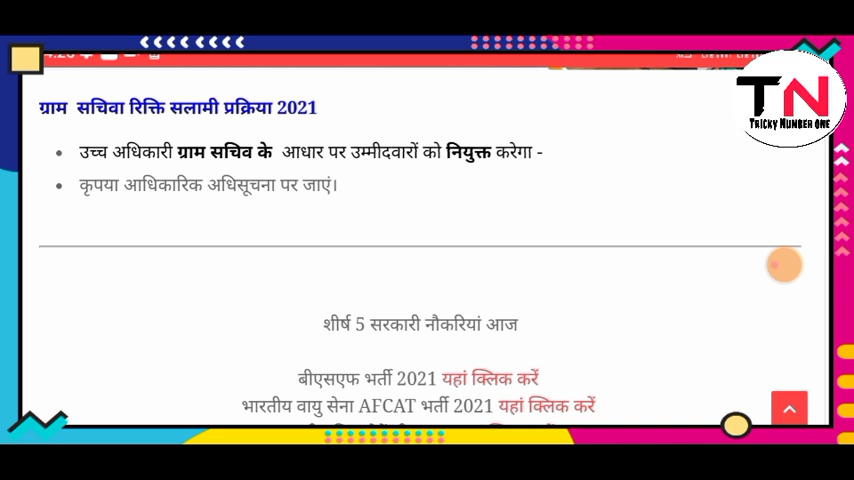 TN
TRICKY NUMBER ONE
ग्राम सचिवा रिक्ति सलामी प्रक्रिया 2021
उच्च अधिकारी ग्राम सचिव के आधार पर उम्मीदवारों को नियुक्त करेगा -
कृपया आधिकारिक अधिसूचना पर जाएं।
शीर्ष 5 सरकारी नौकरियां आज
बीएसएफ भर्ती 2021 यहां क्लिक करें
भारतीय वायु सेना AFCAT भर्ती 2021 यहां क्लिक करें